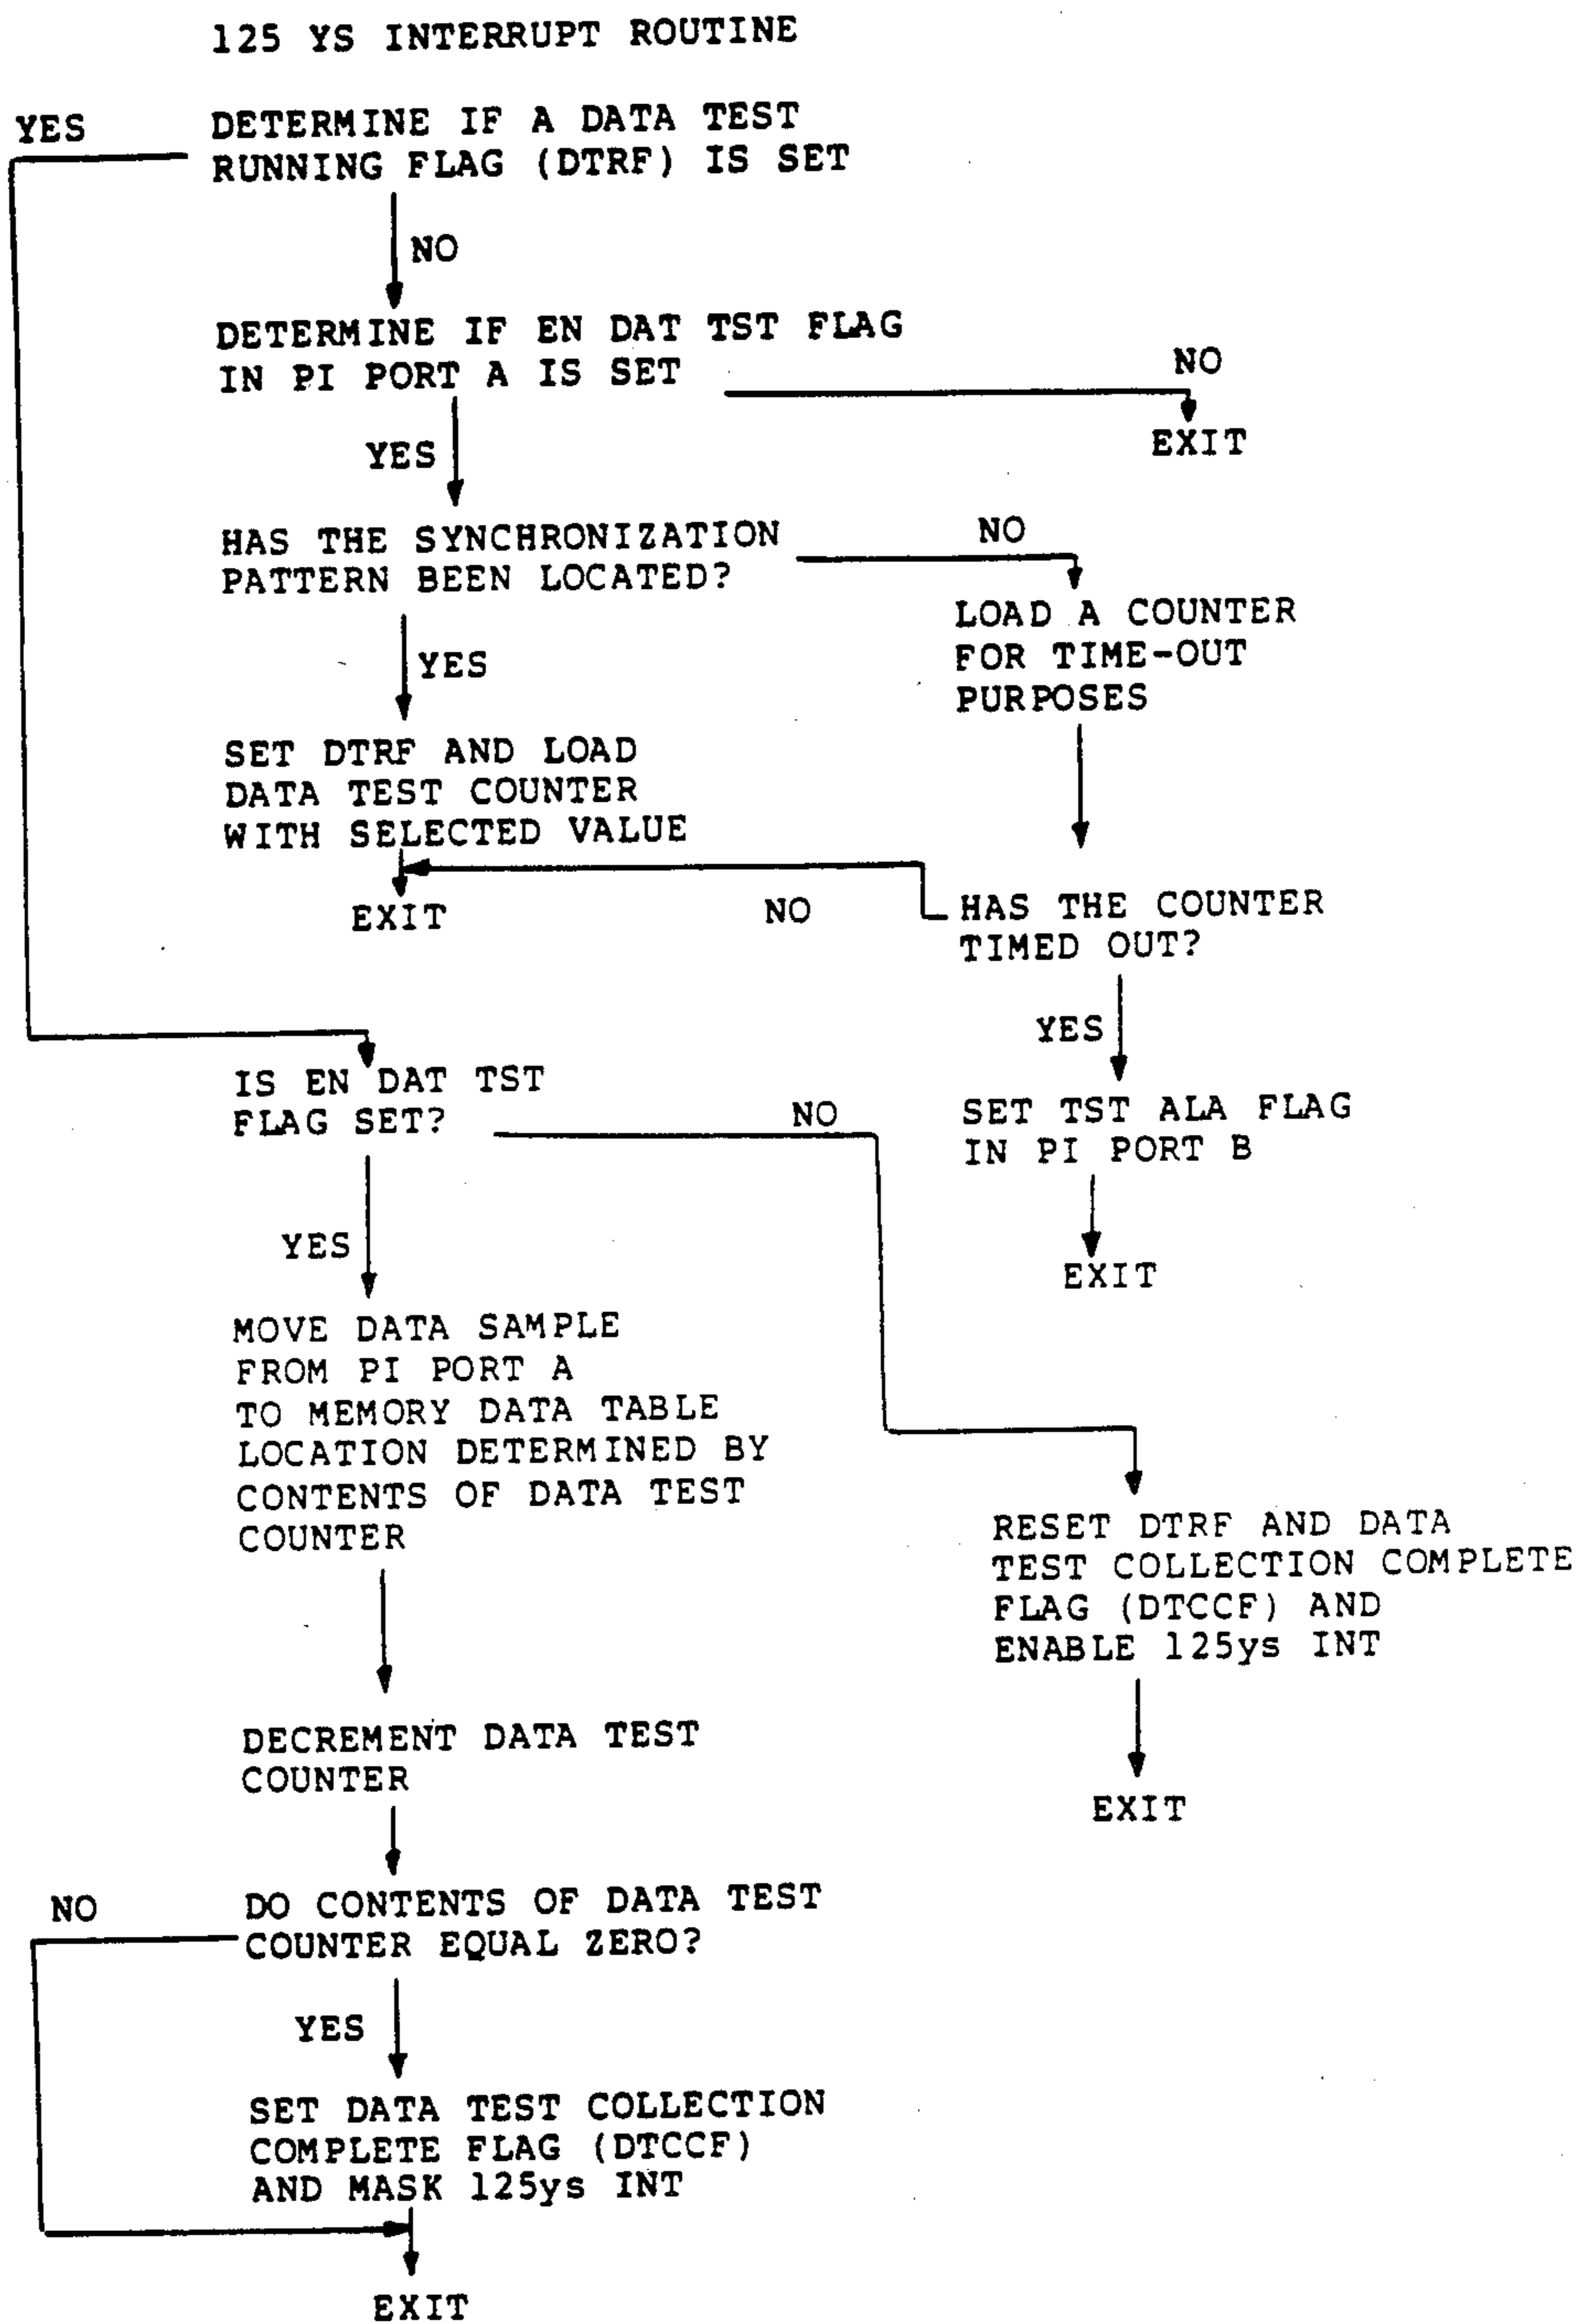 125 YS INTERRUPT ROUTINE
YES
DETERMINE IF A DATA TEST
RUNNING FLAG (DTRF) IS SET
NO
DETERMINE IF EN DAT TST FLAG
IN PI PORT A IS SET
NO
EXIT
YES
HAS THE SYNCHRONIZATION
PATTERN BEEN LOCATED?
NO
LOAD A COUNTER
FOR TIME-OUT
PURPOSES
YES
SET DTRF AND LOAD
DATA TEST COUNTER
WITH SELECTED VALUE
EXIT
NO
HAS THE COUNTER
TIMED OUT?
YES
SET TST ALA FLAG
IN PI PORT B
EXIT
IS EN DAT TST
FLAG SET?
NO
YES
MOVE DATA SAMPLE
FROM PI PORT A
TO MEMORY DATA TABLE
LOCATION DETERMINED BY
CONTENTS OF DATA TEST
COUNTER
RESET DTRF AND DATA
TEST COLLECTION COMPLETE
FLAG (DTCCF) AND
ENABLE 125ys INT
EXIT
DECREMENT DATA TEST
COUNTER
NO
DO CONTENTS OF DATA TEST
COUNTER EQUAL ZERO?
YES
SET DATA TEST COLLECTION
COMPLETE FLAG (DTCCF)
AND MASK 125ys INT
EXIT